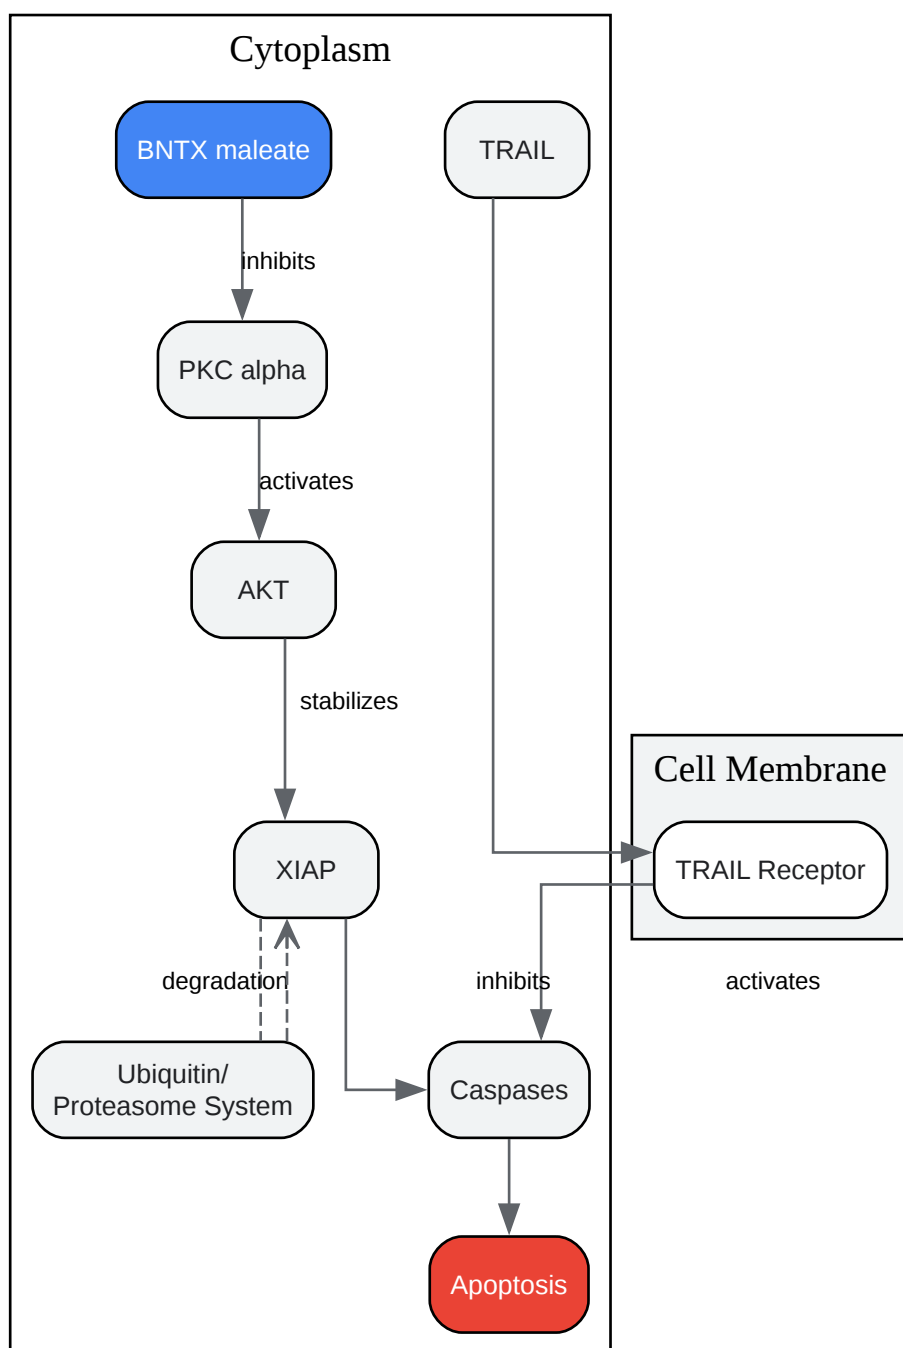 Cytoplasm
BNTX maleate
TRAIL
inhibits
PKC alpha
activates
AKT
stabilizes
Cell Membrane
XIAP
TRAIL Receptor
degradation
inhibits
activates
Ubiquitin/
Proteasome System
Caspases
Apoptosis